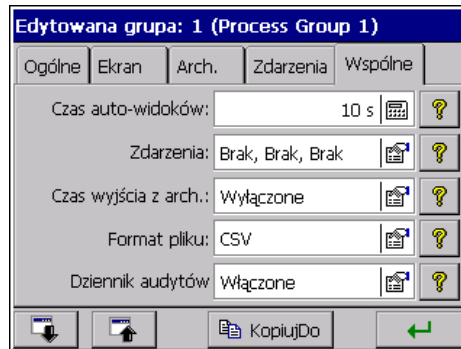 Edytowana grupa: 1 (Process Group 1)
Ogólne Ekran Arch. Zdarzenia Wspólne
Czas auto-widoków: 10 s
Zdarzenia: Brak, Brak, Brak
Czas wyjścia z arch.: Wyłączone
Format pliku: CSV
Dziennik audytów Włączone
KopiujDo